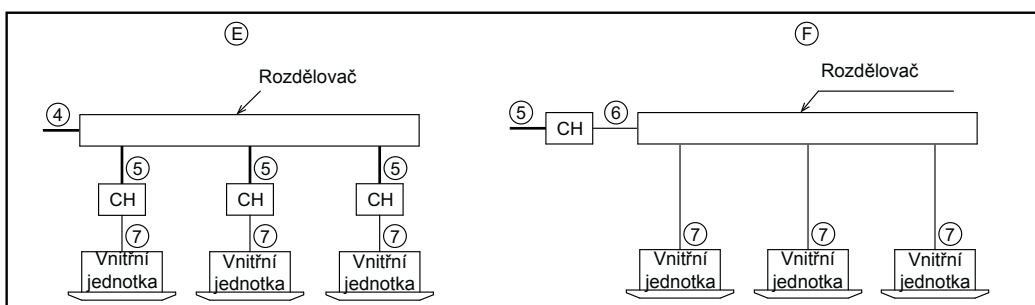 E
Rozdělovač
4
5
5
5
CH
CH
CH
7
7
7
Vnitřní
jednotka
Vnitřní
jednotka
Vnitřní
jednotka
F
Rozdělovač
5
CH
6
7
7
7
Vnitřní
jednotka
Vnitřní
jednotka
Vnitřní
jednotka